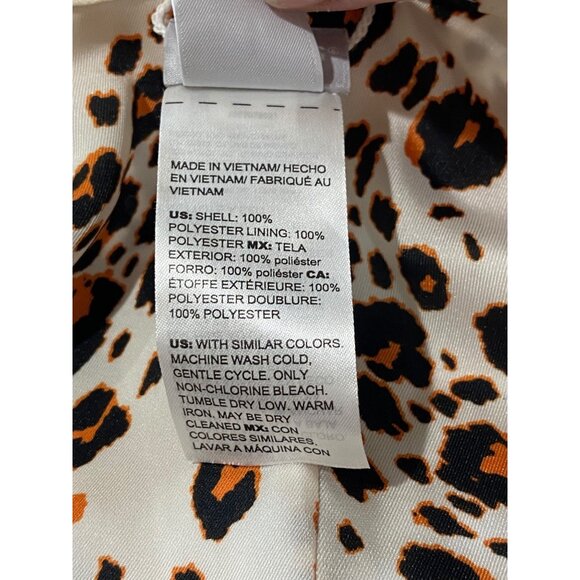 MADE IN VIETNAM/ HECHO
EN VIETNAM/ FABRIQUÉ AU
VIETNAM
US: SHELL: 100%
POLYESTER LINING: 100%
POLYESTER MX: TELA
EXTERIOR: 100% poliéster
FORRO: 100% poliéster CA:
ÉTOFFE EXTÉRIEURE: 100%
POLYESTER DOUBLURE:
100% POLYESTER
US: WITH SIMILAR COLORS.
MACHINE WASH COLD,
GENTLE CYCLE. ONLY
NON-CHLORINE BLEACH.
TUMBLE DRY LOW. WARM
IRON. MAY BE DRY
CLEANED MX: CON
COLORES SIMILARES.
LAVAR A MÁQUINA CON